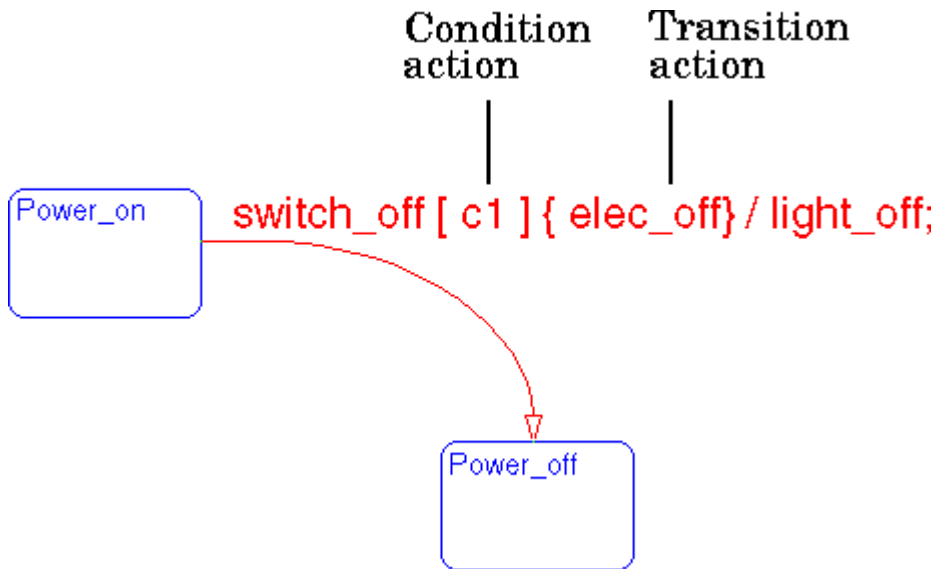 Condition action
Transition action
Power_on
switch_off [ c1 ] { elec_off} / light_off;
Power_off